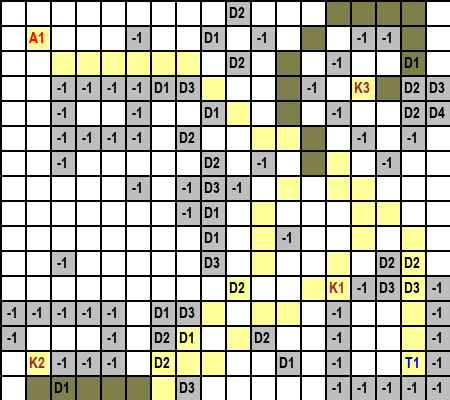 D2
A1 -1 D1 -1 -1 -1
D2 -1 D1
-1 -1 -1 -1 D1 D3 -1 K3 D2 D3
-1 -1 D1 -1 D2 D4
-1 -1 -1 -1 D2 -1 -1
-1 D2 -1 -1
-1 -1 D3 -1
-1 D1
D1 -1
-1 D3 D2 D2
D2 K1 -1 D3 D3 -1
-1 -1 -1 -1 -1 D1 D3 -1 -1
-1 -1 D2 D1 D2 -1 -1
K2 -1 -1 -1 D2 D1 -1 T1 -1
D1 D3 -1 -1 -1 -1 -1